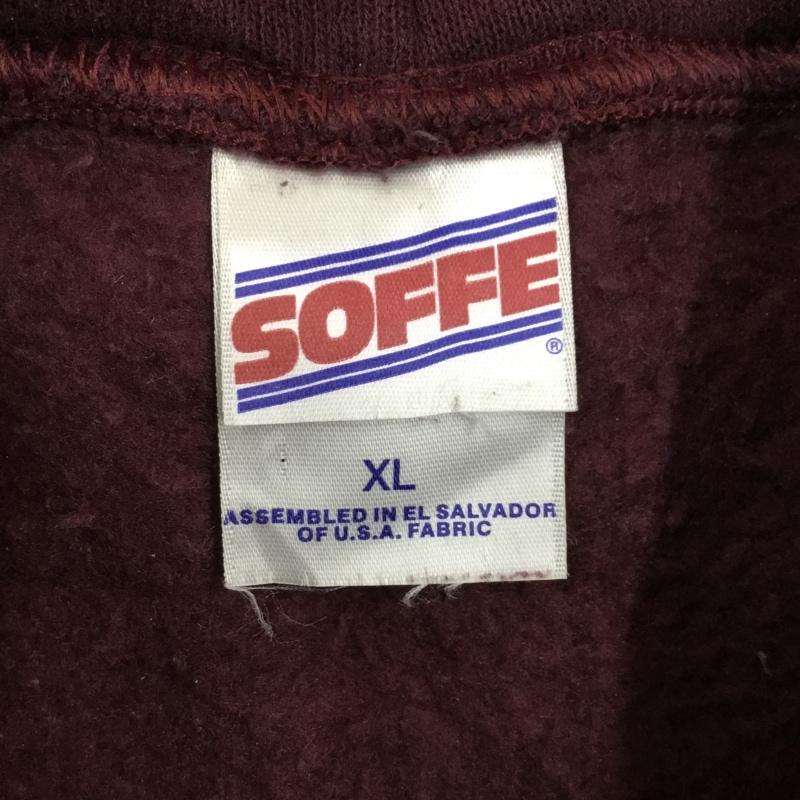 SOFFE
®
XL
ASSEMBLED IN EL SALVADOR
OF U.S.A. FABRIC